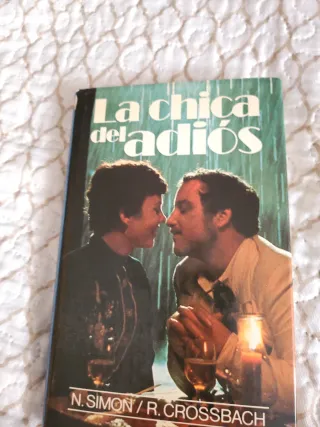 La chica
del adiós
N. SIMON / R. CROSSBACH